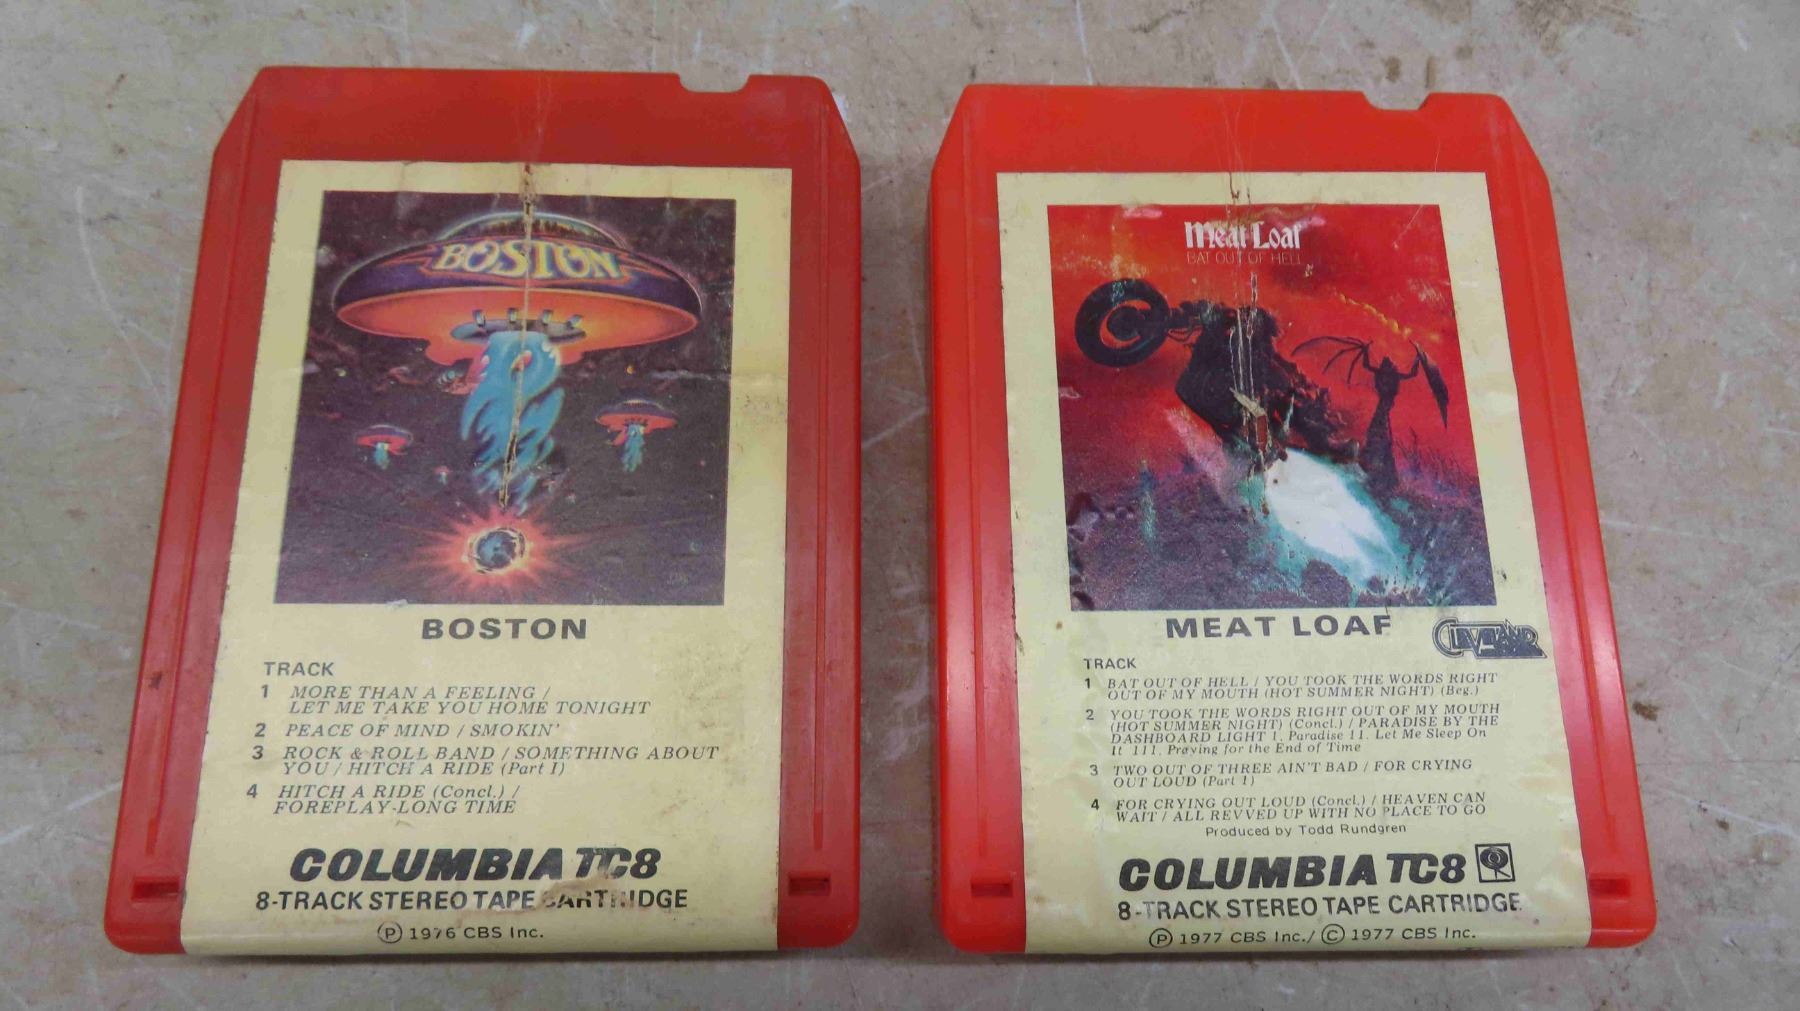 BOSTON
BOSTON
TRACK
1 MORE THAN A FEELING /
LET ME TAKE YOU HOME TONIGHT
2 PEACE OF MIND / SMOKIN'
3 ROCK & ROLL BAND / SOMETHING ABOUT
YOU / HITCH A RIDE (Part I)
4 HITCH A RIDE (Concl.) /
FOREPLAY-LONG TIME
COLUMBIA TC8
8-TRACK STEREO TAPE CARTRIDGE
Ⓟ 1976 CBS Inc.
Meat Loaf
BAT OUT OF HELL
MEAT LOAF
CLEVELAND
TRACK
1 BAT OUT OF HELL / YOU TOOK THE WORDS RIGHT
OUT OF MY MOUTH (HOT SUMMER NIGHT) (Beg.)
2 YOU TOOK THE WORDS RIGHT OUT OF MY MOUTH
(HOT SUMMER NIGHT) (Concl.) / PARADISE BY THE
DASHBOARD LIGHT 1. Paradise 11. Let Me Sleep On
It 111. Praying for the End of Time
3 TWO OUT OF THREE AIN'T BAD / FOR CRYING
OUT LOUD (Part 1)
4 FOR CRYING OUT LOUD (Concl.) / HEAVEN CAN
WAIT / ALL REVVED UP WITH NO PLACE TO GO
Produced by Todd Rundgren
COLUMBIA TC8
8-TRACK STEREO TAPE CARTRIDGE
Ⓟ 1977 CBS Inc./ © 1977 CBS Inc.